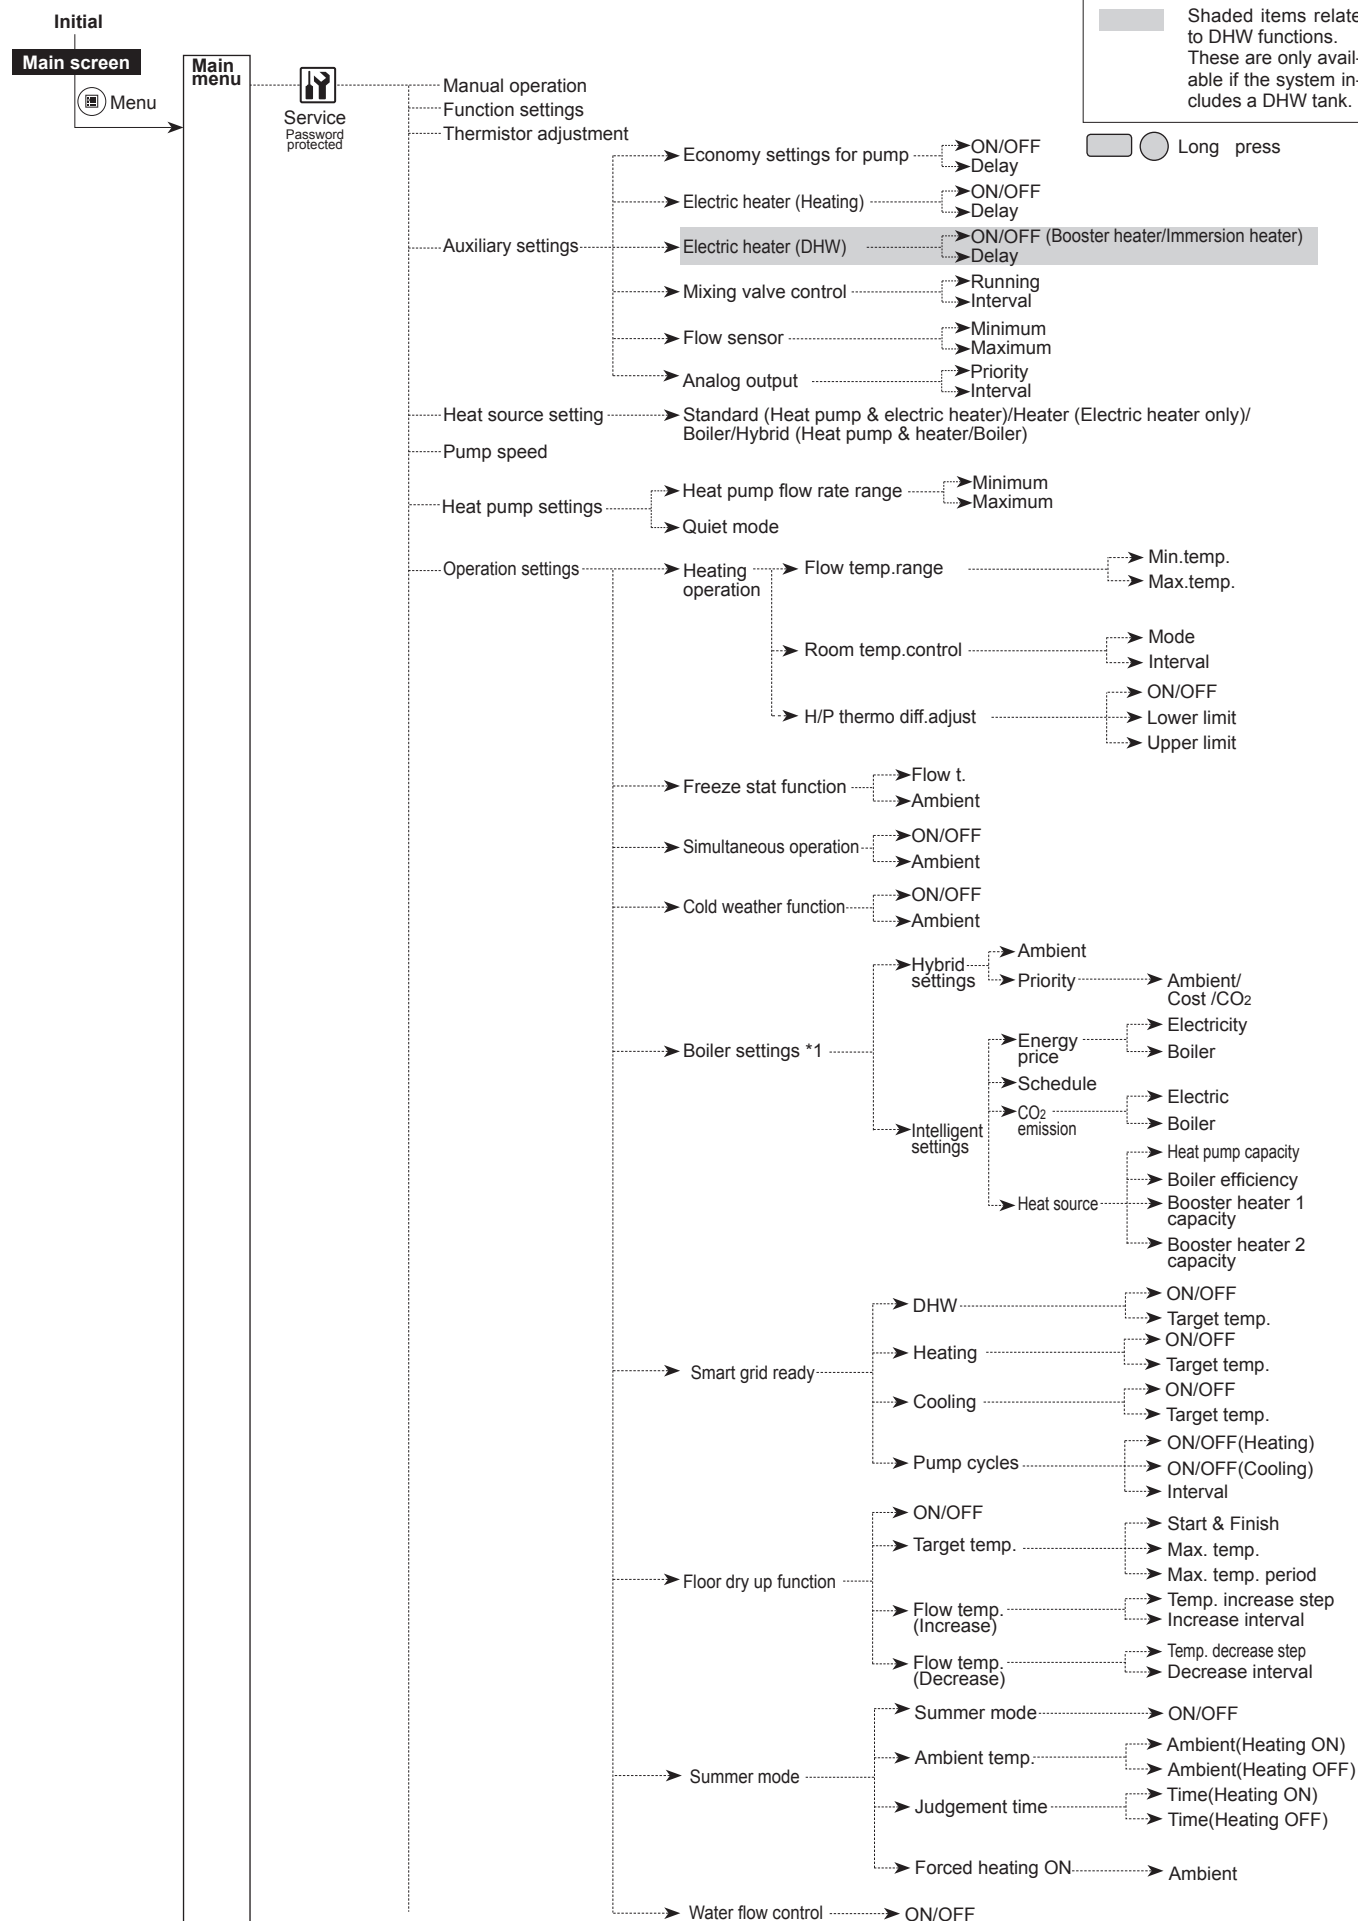 Initial
Main screen
Menu
Main
menu
Service
Password
protected
Shaded items relate
to DHW functions.
These are only avail-
able if the system in-
cludes a DHW tank.
Long press
Manual operation
Function settings
Thermistor adjustment
Auxiliary settings
Economy settings for pump
ON/OFF
Delay
Electric heater (Heating)
ON/OFF
Delay
Electric heater (DHW)
ON/OFF (Booster heater/Immersion heater)
Delay
Mixing valve control
Running
Interval
Flow sensor
Minimum
Maximum
Analog output
Priority
Interval
Heat source setting
Standard (Heat pump & electric heater)/Heater (Electric heater only)/
Boiler/Hybrid (Heat pump & heater/Boiler)
Pump speed
Heat pump settings
Heat pump flow rate range
Minimum
Maximum
Quiet mode
Operation settings
Heating
operation
Flow temp.range
Min.temp.
Max.temp.
Room temp.control
Mode
Interval
H/P thermo diff.adjust
ON/OFF
Lower limit
Upper limit
Freeze stat function
Flow t.
Ambient
Simultaneous operation
ON/OFF
Ambient
Cold weather function
ON/OFF
Ambient
Boiler settings *1
Hybrid
settings
Ambient
Priority
Ambient/
Cost /CO2
Intelligent
settings
Energy
price
Electricity
Boiler
Schedule
CO2
emission
Electric
Boiler
Heat source
Heat pump capacity
Boiler efficiency
Booster heater 1
capacity
Booster heater 2
capacity
Smart grid ready
DHW
ON/OFF
Target temp.
Heating
ON/OFF
Target temp.
Cooling
ON/OFF
Target temp.
Pump cycles
ON/OFF(Heating)
ON/OFF(Cooling)
Interval
Floor dry up function
ON/OFF
Target temp.
Start & Finish
Max. temp.
Max. temp. period
Flow temp.
(Increase)
Temp. increase step
Increase interval
Flow temp.
(Decrease)
Temp. decrease step
Decrease interval
Summer mode
Summer mode
ON/OFF
Ambient temp.
Ambient(Heating ON)
Ambient(Heating OFF)
Judgement time
Time(Heating ON)
Time(Heating OFF)
Forced heating ON
Ambient
Water flow control
ON/OFF